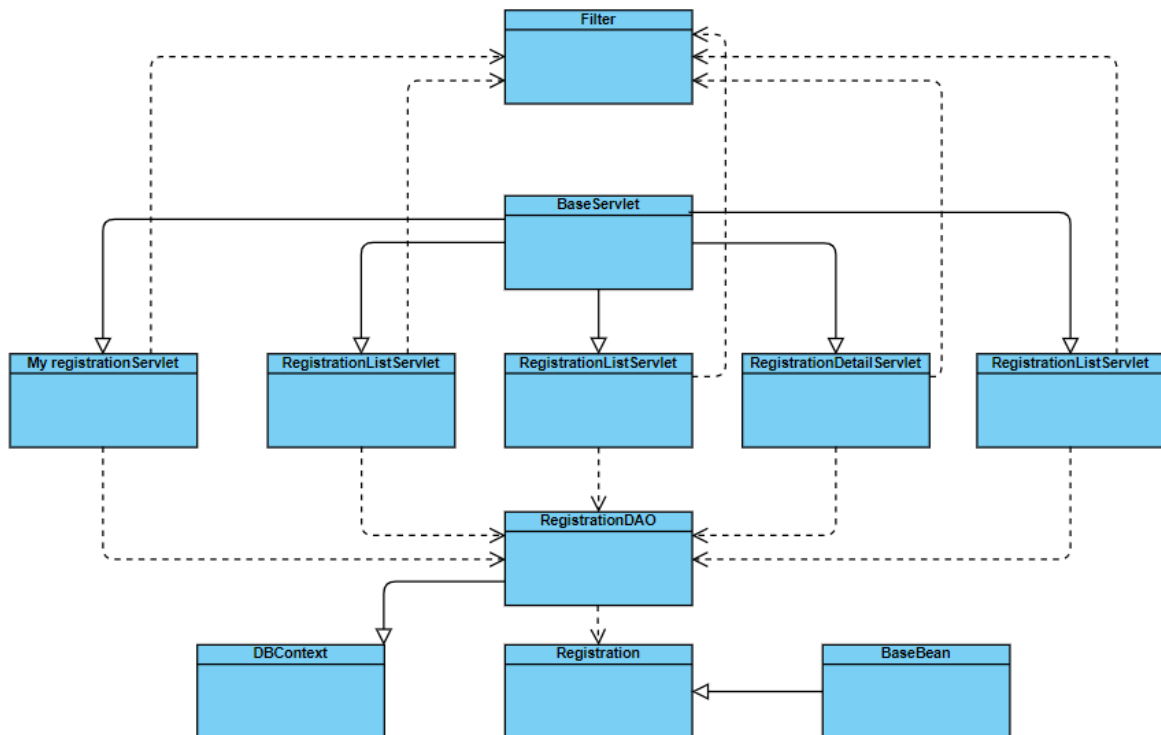 Filter
BaseServlet
My registrationServlet
RegistrationListServlet
RegistrationListServlet
RegistrationDetailServlet
RegistrationListServlet
RegistrationDAO
DBContext
Registration
BaseBean